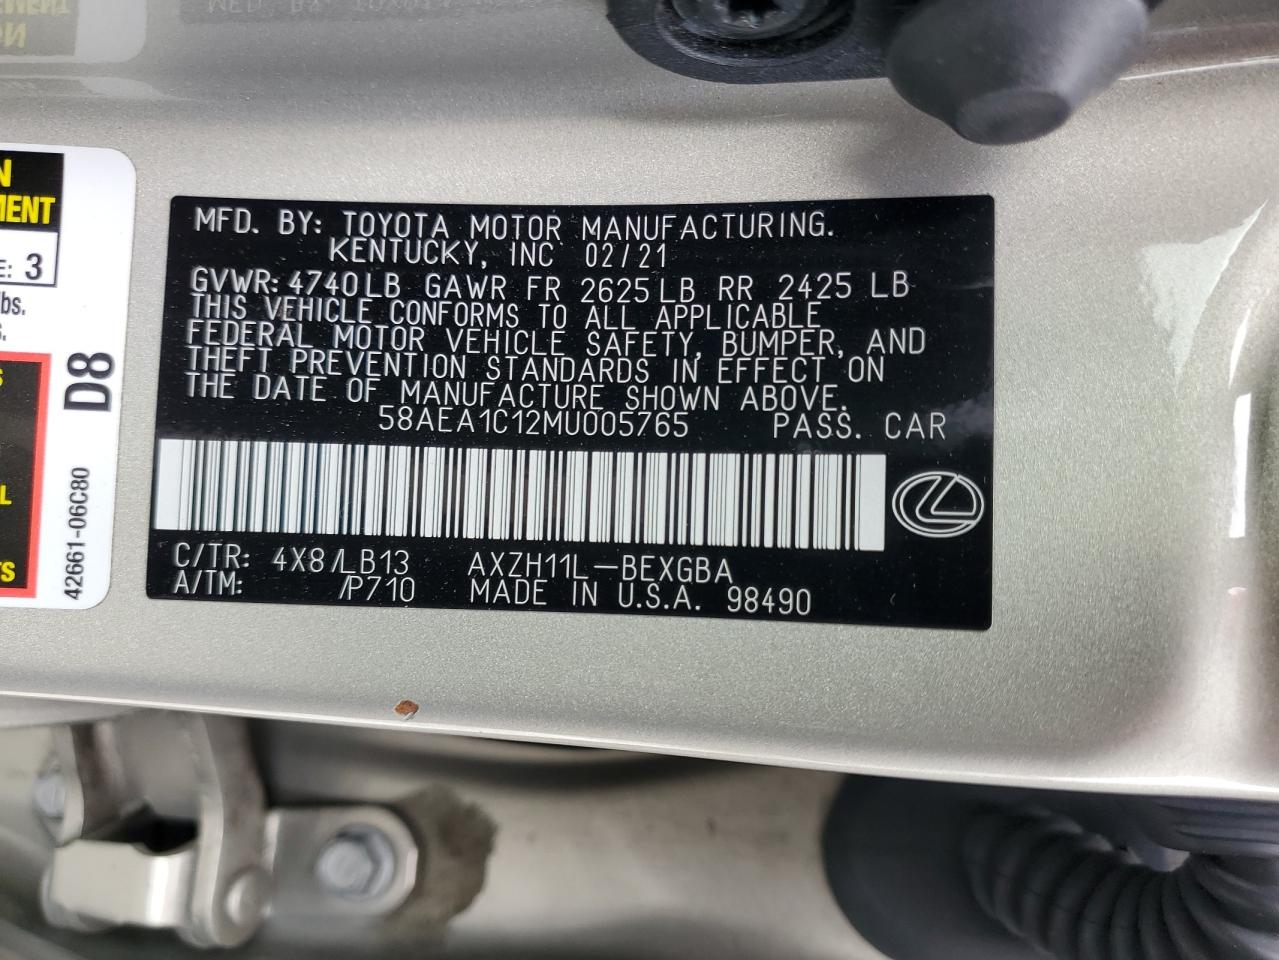 MFD. BY: TOYOTA MOTOR MANUFACTURING.
KENTUCKY, INC 02/21
GVWR: 4740LB GAWR FR 2625LB RR 2425 LB
THIS VEHICLE CONFORMS TO ALL APPLICABLE
FEDERAL MOTOR VEHICLE SAFETY, BUMPER, AND
THEFT PREVENTION STANDARDS IN EFFECT ON
THE DATE OF MANUFACTURE SHOWN ABOVE.
58AEA1C12MU005765 PASS. CAR
C/TR: 4X8/LB13 AXZH11L-BEXGBA
A/TM: /P710 MADE IN U.S.A. 98490
E: 3
lbs.
D8
42661-06C80